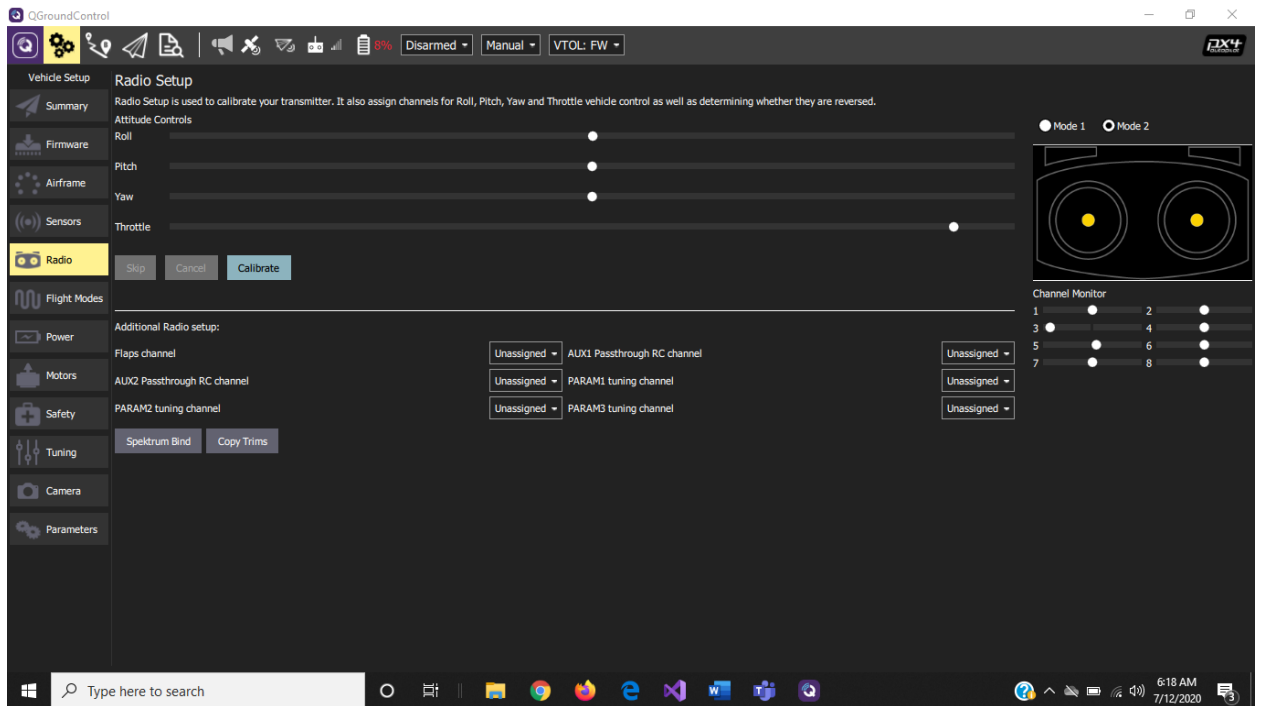 QGroundControl
8% Disarmed Manual VTOL: FW
px4
autopilot
Vehicle Setup
Summary
Firmware
Airframe
Sensors
Radio
Flight Modes
Power
Motors
Safety
Tuning
Camera
Parameters
Radio Setup
Radio Setup is used to calibrate your transmitter. It also assign channels for Roll, Pitch, Yaw and Throttle vehicle control as well as determining whether they are reversed.
Attitude Controls
Roll
Pitch
Yaw
Throttle
Skip Cancel Calibrate
Additional Radio setup:
Flaps channel Unassigned AUX1 Passthrough RC channel Unassigned
AUX2 Passthrough RC channel Unassigned PARAM1 tuning channel Unassigned
PARAM2 tuning channel Unassigned PARAM3 tuning channel Unassigned
Spektrum Bind Copy Trims
Mode 1 Mode 2
Channel Monitor
1 2
3 4
5 6
7 8
Type here to search
6:18 AM
7/12/2020
3